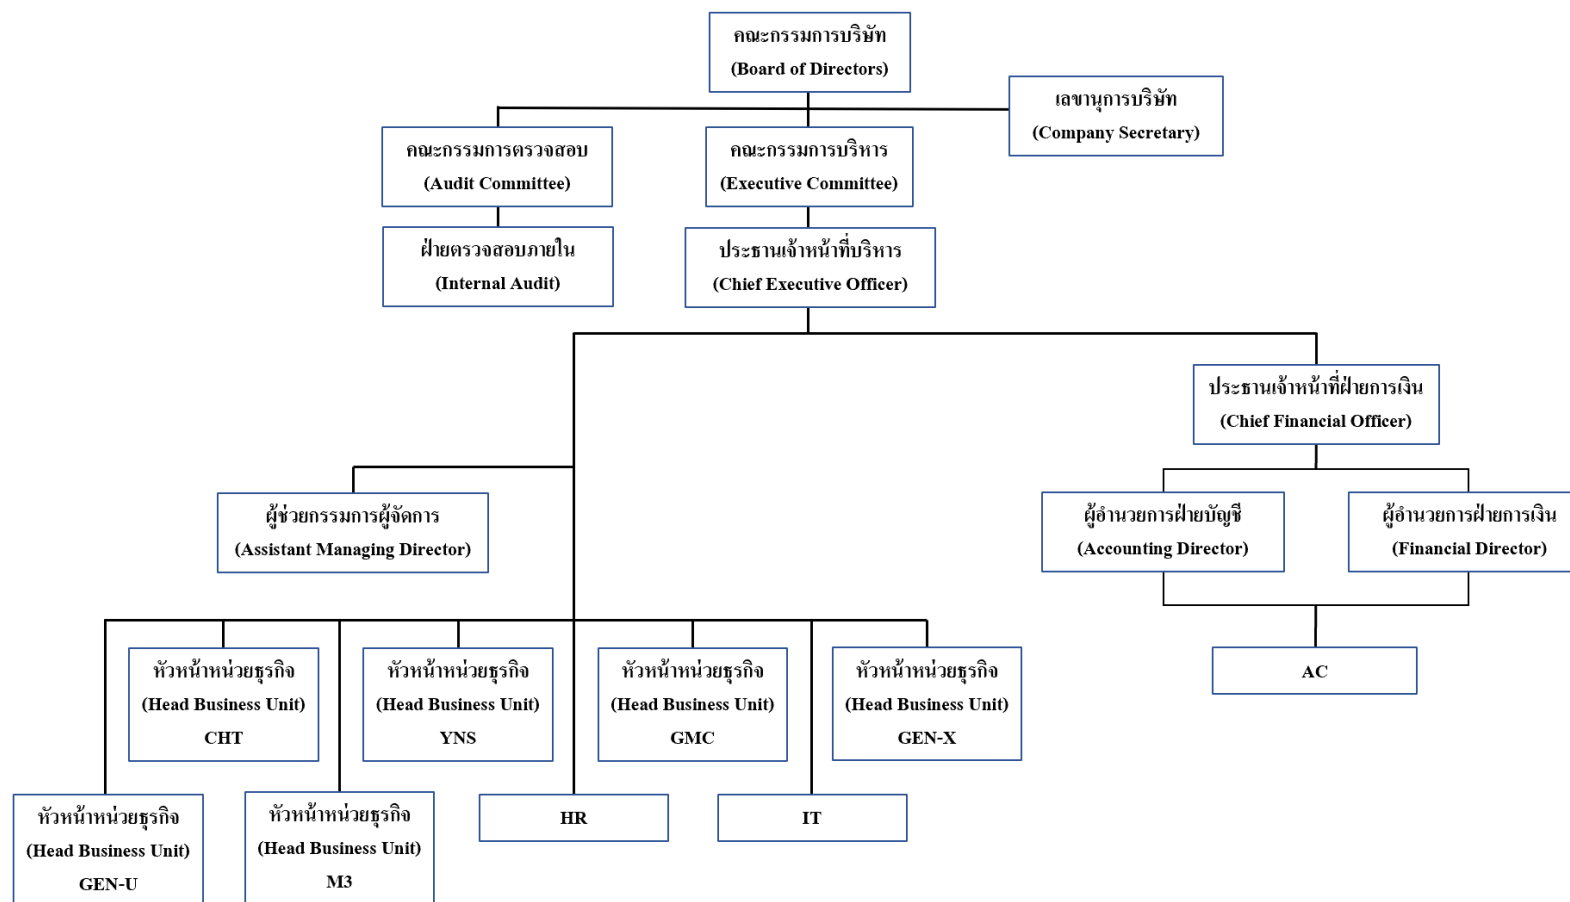 คณะกรรมการบริษัท
(Board of Directors)
เลขานุการบริษัท
(Company Secretary)
คณะกรรมการตรวจสอบ
(Audit Committee)
คณะกรรมการบริหาร
(Executive Committee)
ฝ่ายตรวจสอบภายใน
(Internal Audit)
ประธานเจ้าหน้าที่บริหาร
(Chief Executive Officer)
ประธานเจ้าหน้าที่ฝ่ายการเงิน
(Chief Financial Officer)
ผู้ช่วยกรรมการผู้จัดการ
(Assistant Managing Director)
ผู้อำนวยการฝ่ายบัญชี
(Accounting Director)
ผู้อำนวยการฝ่ายการเงิน
(Financial Director)
หัวหน้าหน่วยธุรกิจ
(Head Business Unit)
CHT
หัวหน้าหน่วยธุรกิจ
(Head Business Unit)
YNS
หัวหน้าหน่วยธุรกิจ
(Head Business Unit)
GMC
หัวหน้าหน่วยธุรกิจ
(Head Business Unit)
GEN-X
AC
หัวหน้าหน่วยธุรกิจ
(Head Business Unit)
GEN-U
หัวหน้าหน่วยธุรกิจ
(Head Business Unit)
M3
HR
IT